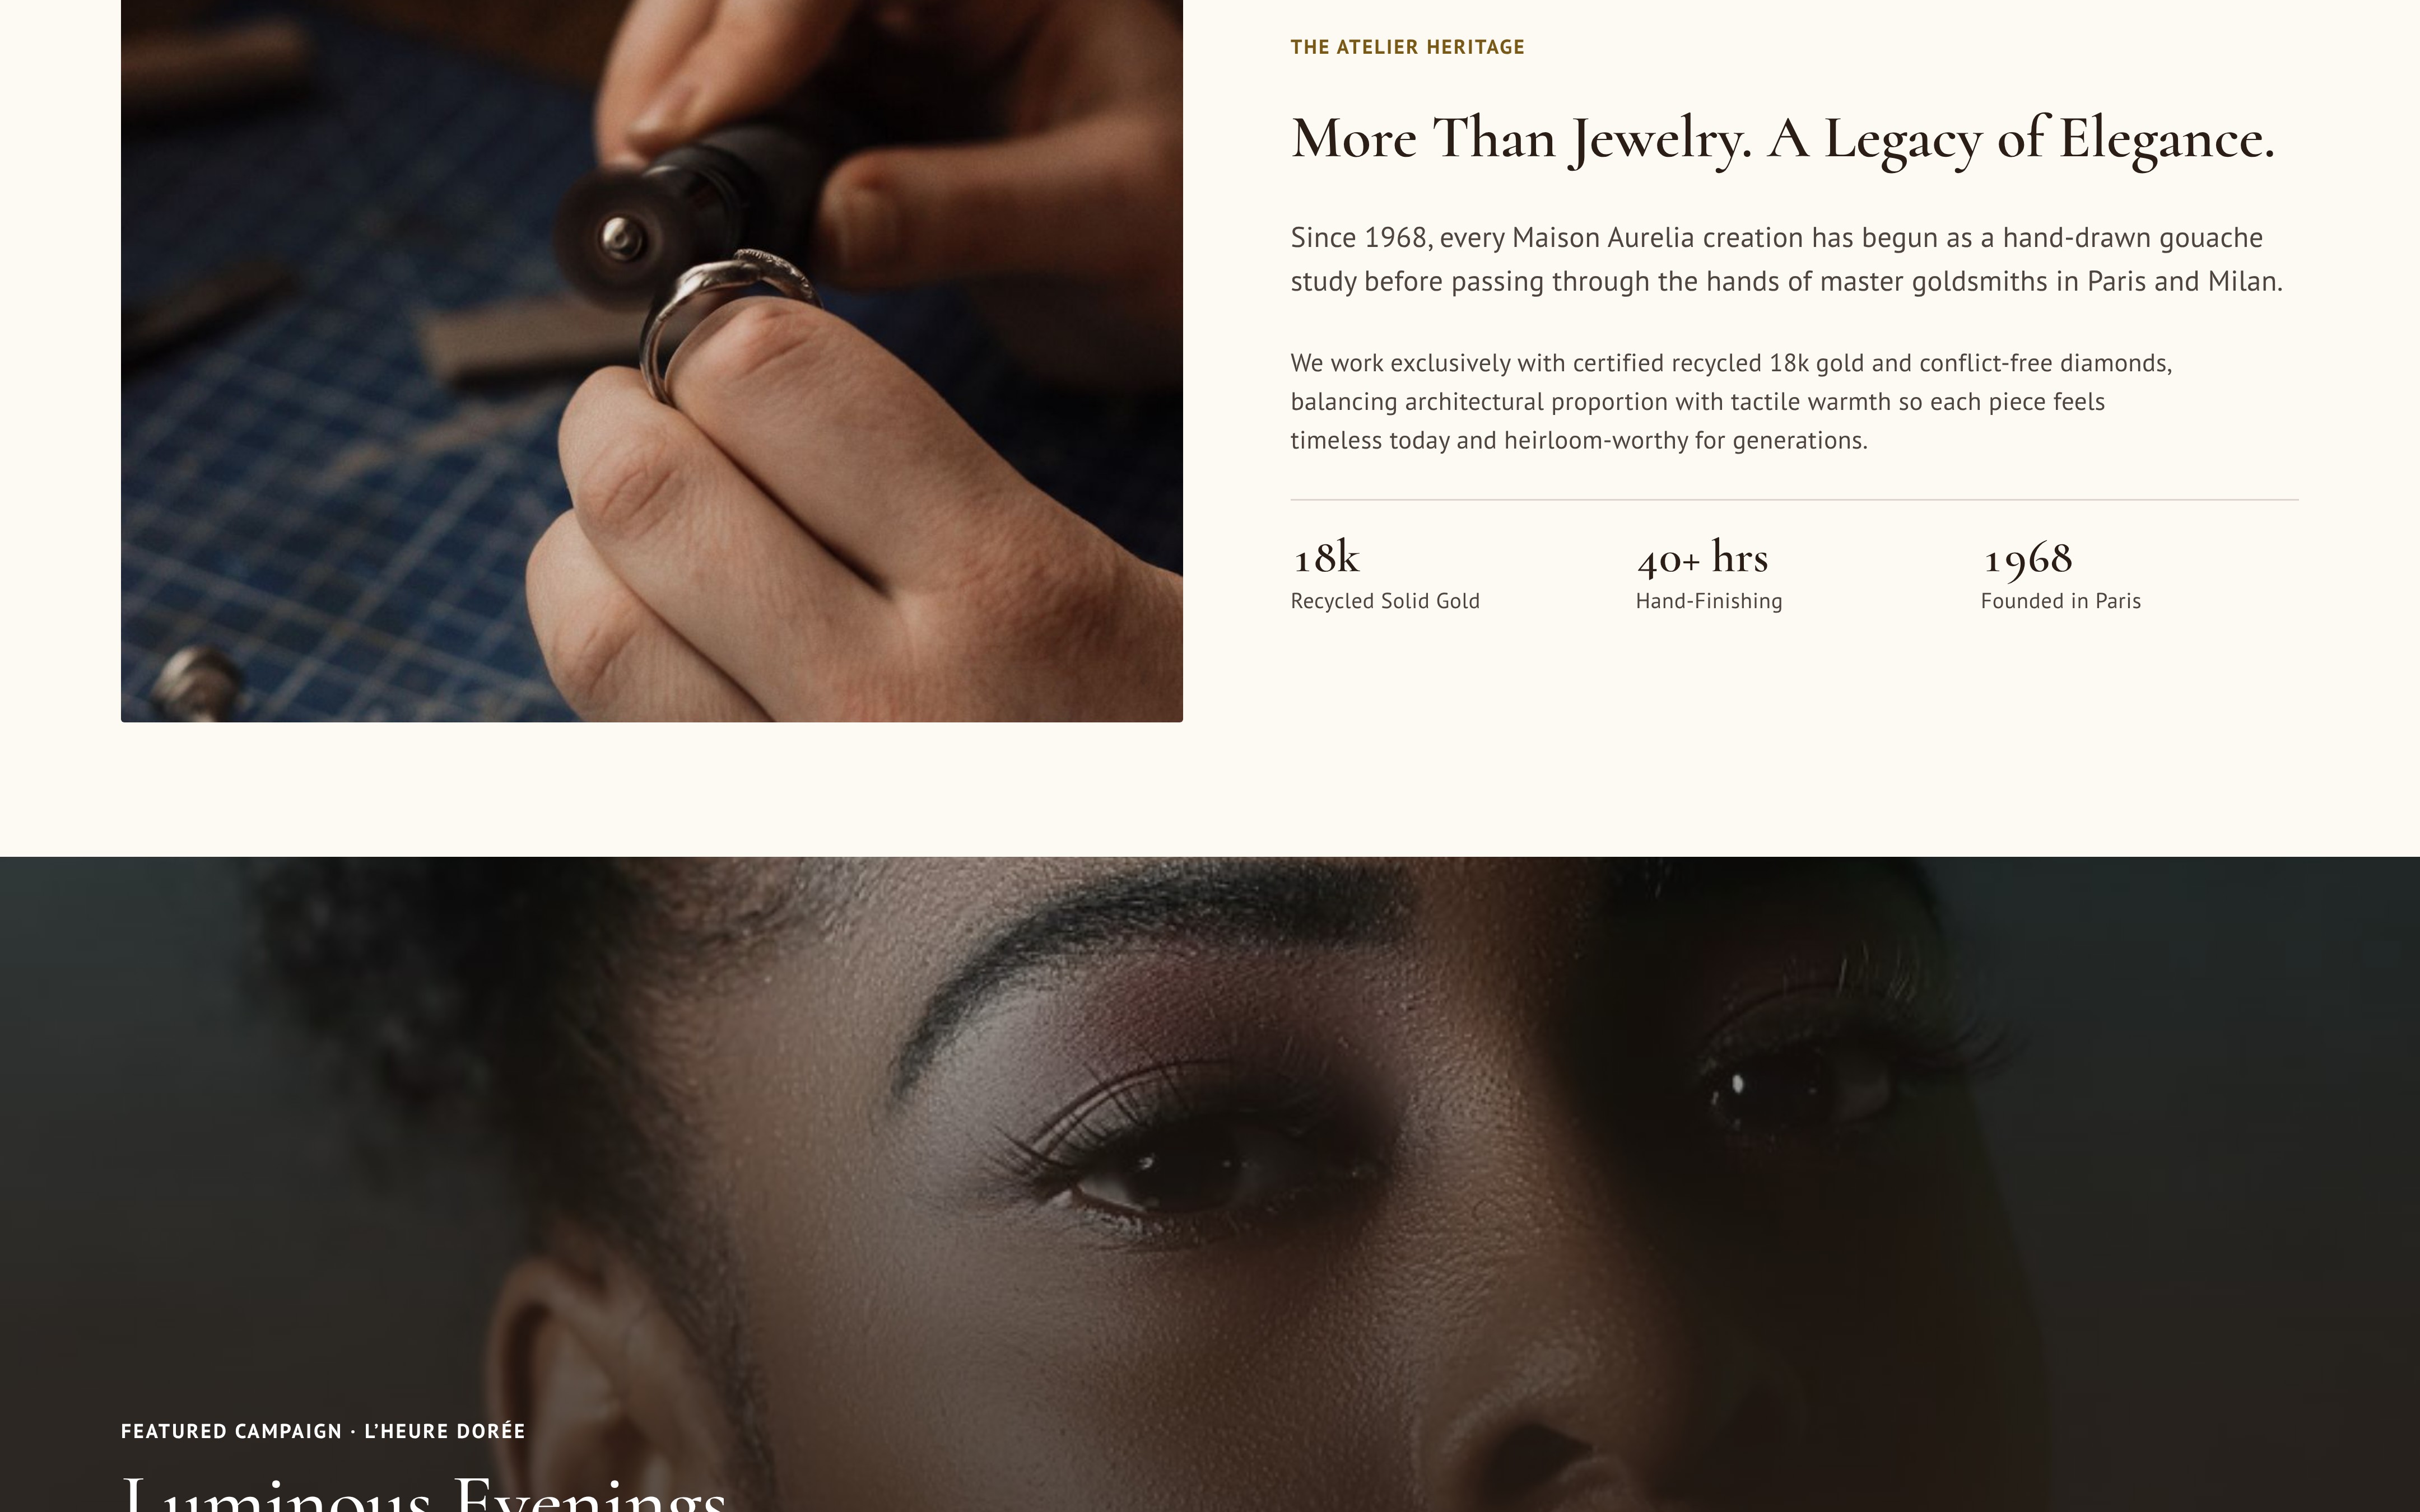 THE ATELIER HERITAGE
More Than Jewelry. A Legacy of Elegance.
Since 1968, every Maison Aurelia creation has begun as a hand-drawn gouache
study before passing through the hands of master goldsmiths in Paris and Milan.
We work exclusively with certified recycled 18k gold and conflict-free diamonds,
balancing architectural proportion with tactile warmth so each piece feels
timeless today and heirloom-worthy for generations.
18k
Recycled Solid Gold
40+ hrs
Hand-Finishing
1968
Founded in Paris
FEATURED CAMPAIGN · L’HEURE DORÉE
Luminous Evenings